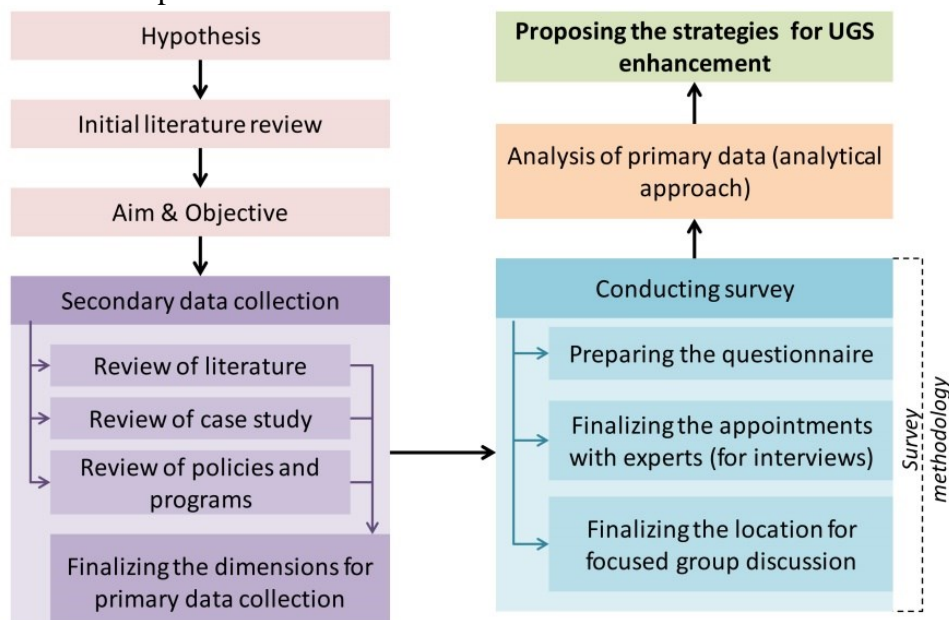 Hypothesis
Initial literature review
Aim & Objective
Secondary data collection
Review of literature
Review of case study
Review of policies and
programs
Finalizing the dimensions for
primary data collection
Proposing the strategies for UGS
enhancement
Analysis of primary data (analytical
approach)
Conducting survey
Preparing the questionnaire
Finalizing the appointments
with experts (for interviews)
Finalizing the location for
focused group discussion
Survey
methodology